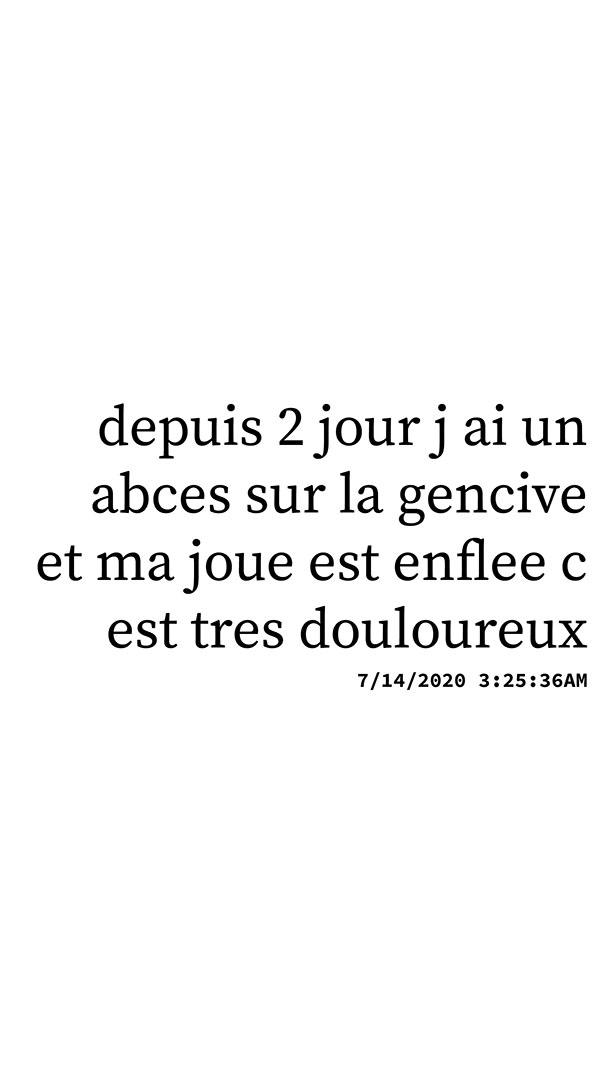 depuis 2 jour j ai un
abces sur la gencive
et ma joue est enflee c
est tres douloureux
7/14/2020 3:25:36AM